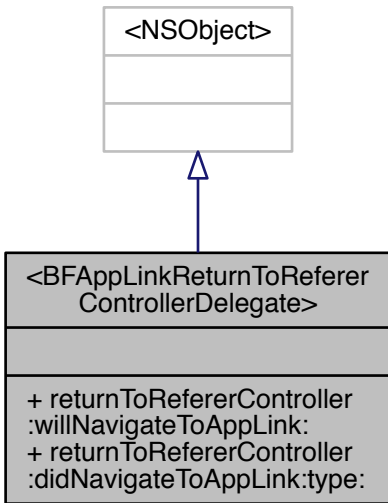 <NSObject>
<BFAppLinkReturnToReferer
ControllerDelegate>
+ returnToRefererController
:willNavigateToAppLink:
+ returnToRefererController
:didNavigateToAppLink:type: